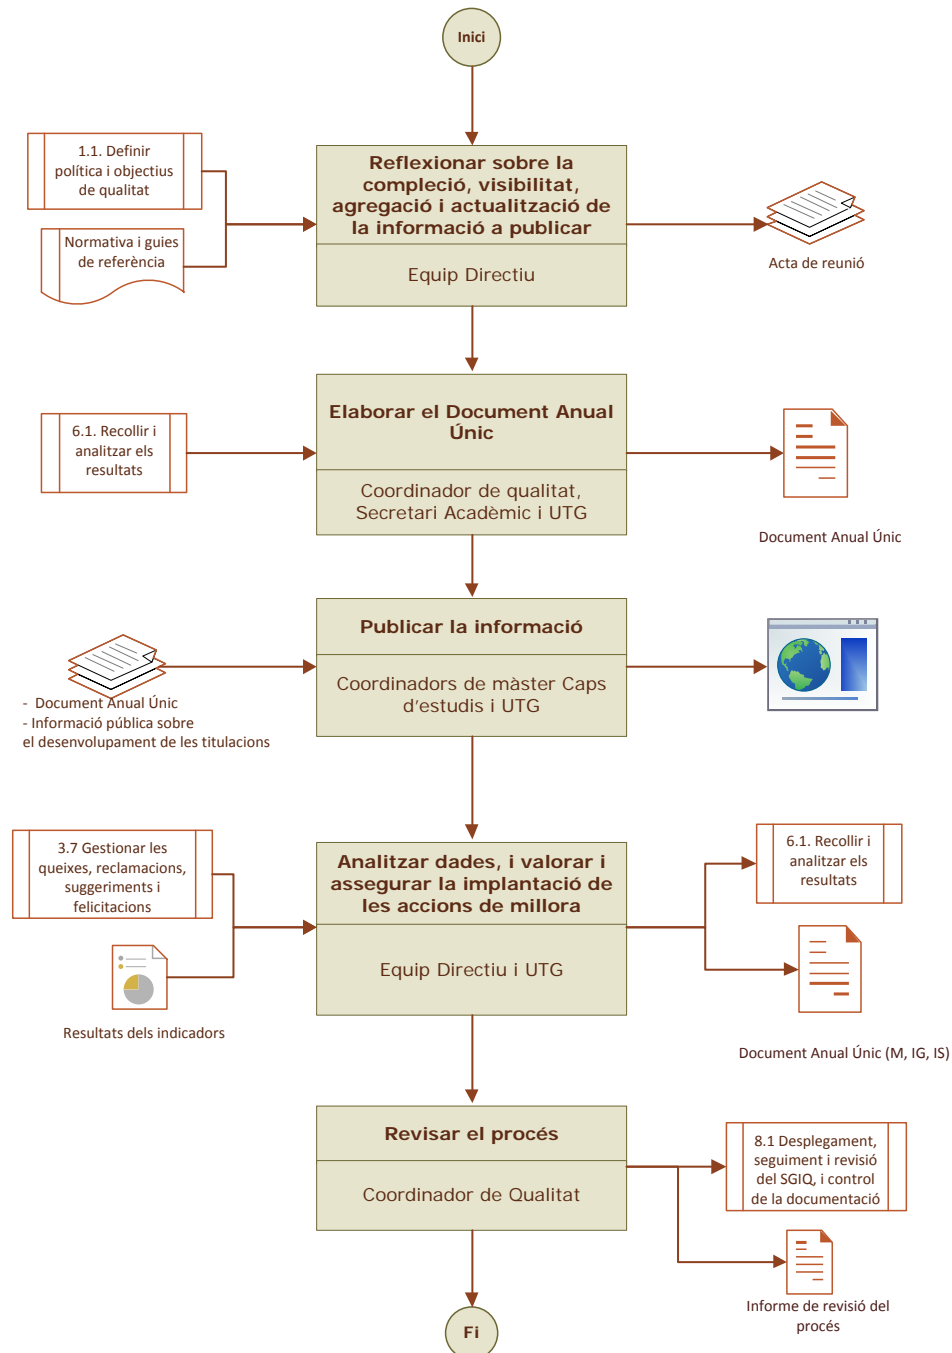 Inici
1.1. Definir
política i objectius
de qualitat
Normativa i guies
de referència
Reflexionar sobre la
compleció, visibilitat,
agregació i actualització de
la informació a publicar
Equip Directiu
Acta de reunió
6.1. Recollir i
analitzar els
resultats
Elaborar el Document Anual
Únic
Coordinador de qualitat,
Secretari Acadèmic i UTG
Document Anual Únic
- Document Anual Únic
- Informació pública sobre
el desenvolupament de les titulacions
Publicar la informació
Coordinadors de màster Caps
d'estudis i UTG
3.7 Gestionar les
queixes, reclamacions,
suggeriments i
felicitacions
Resultats dels indicadors
Analitzar dades, i valorar i
assegurar la implantació de
les accions de millora
Equip Directiu i UTG
6.1. Recollir i
analitzar els
resultats
Document Anual Únic (M, IG, IS)
Revisar el procés
Coordinador de Qualitat
8.1 Desplegament,
seguiment i revisió
del SGIQ, i control
de la documentació
Informe de revisió del
procés
Fi